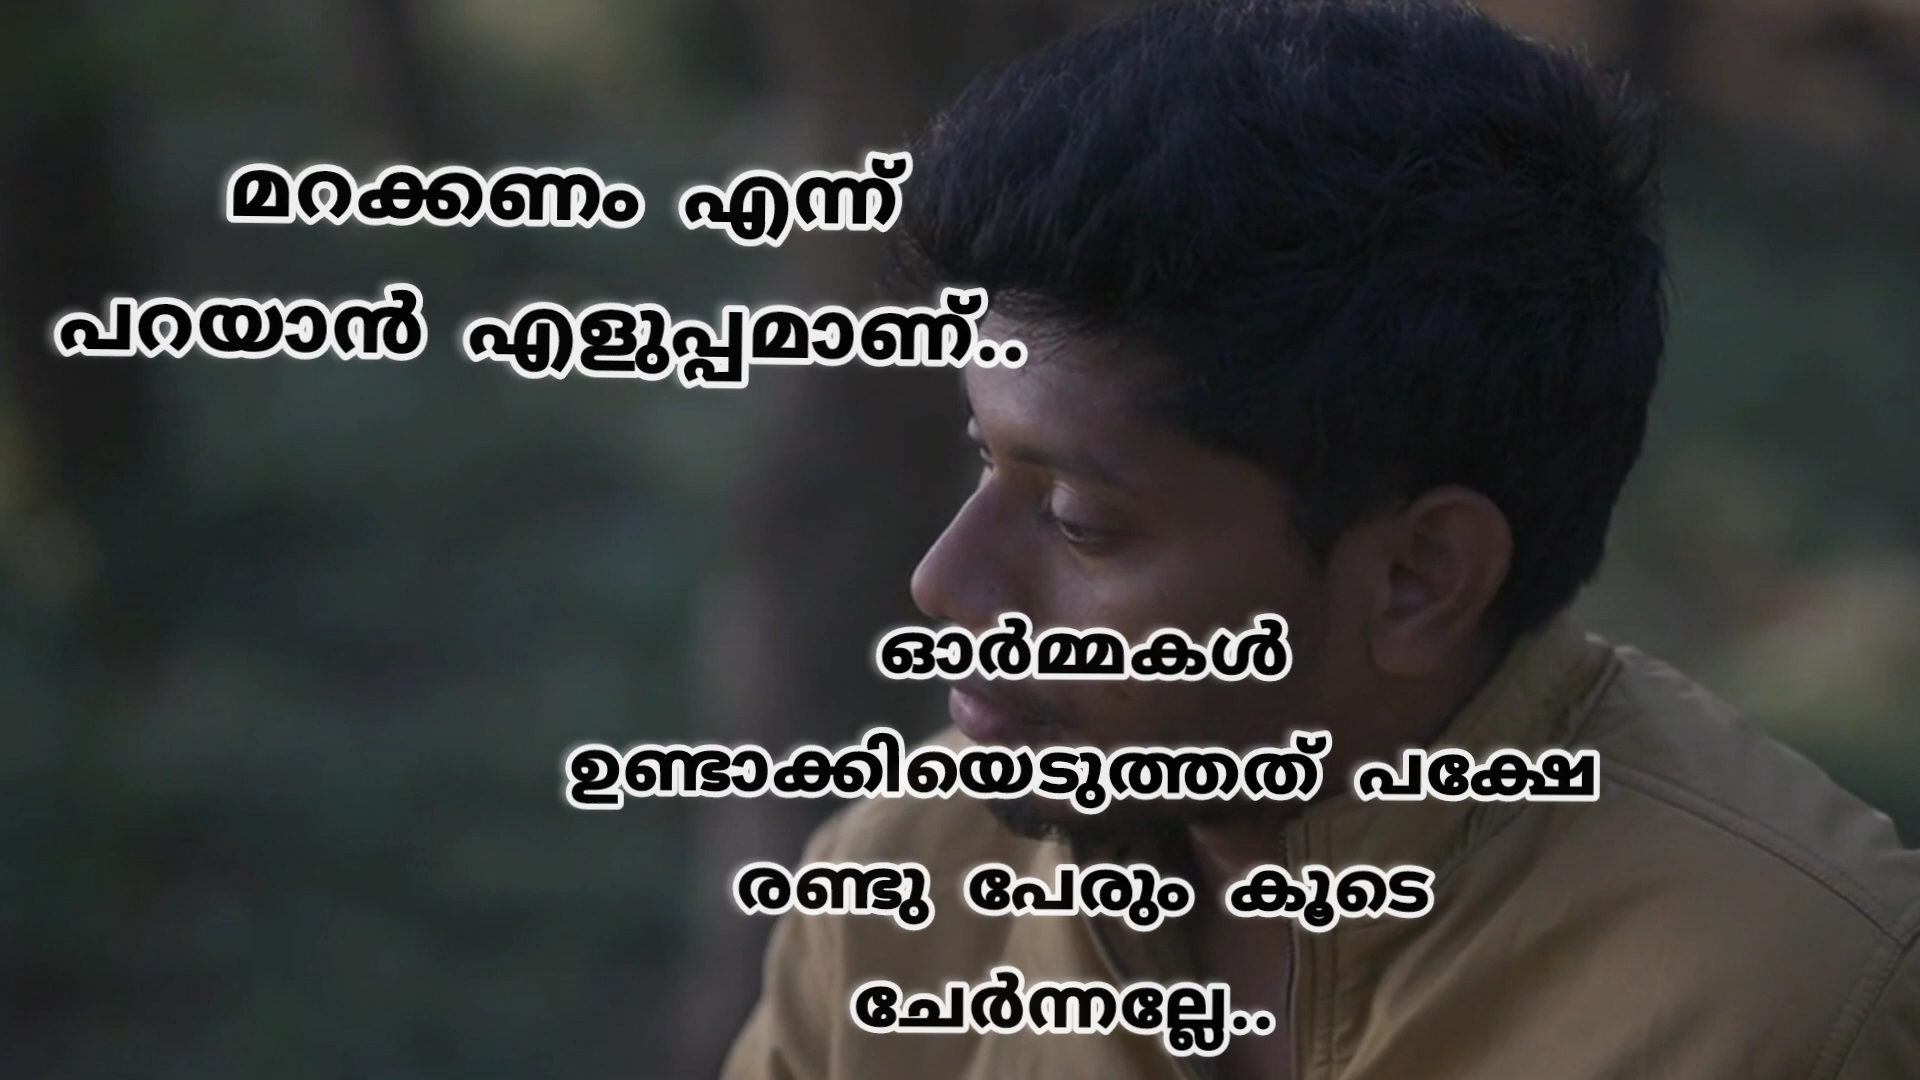 മറക്കണം എന്ന്
പറയാൻ എളുപ്പമാണ്..
ഓർമ്മകൾ
ഉണ്ടാക്കിയെടുത്തത് പക്ഷേ
രണ്ടു പേരും കൂടെ
ചേർന്നല്ലേ..